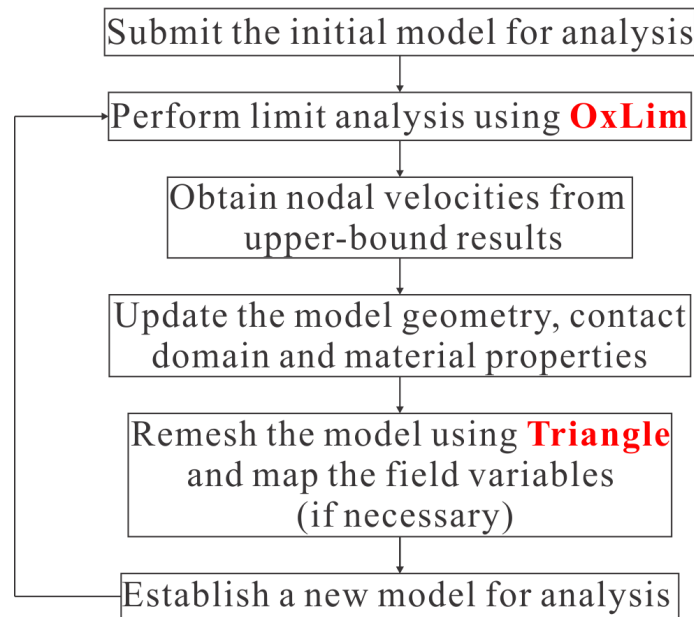 Submit the initial model for analysis
Perform limit analysis using OxLim
Obtain nodal velocities from
upper-bound results
Update the model geometry, contact
domain and material properties
Remesh the model using Triangle
and map the field variables
(if necessary)
Establish a new model for analysis